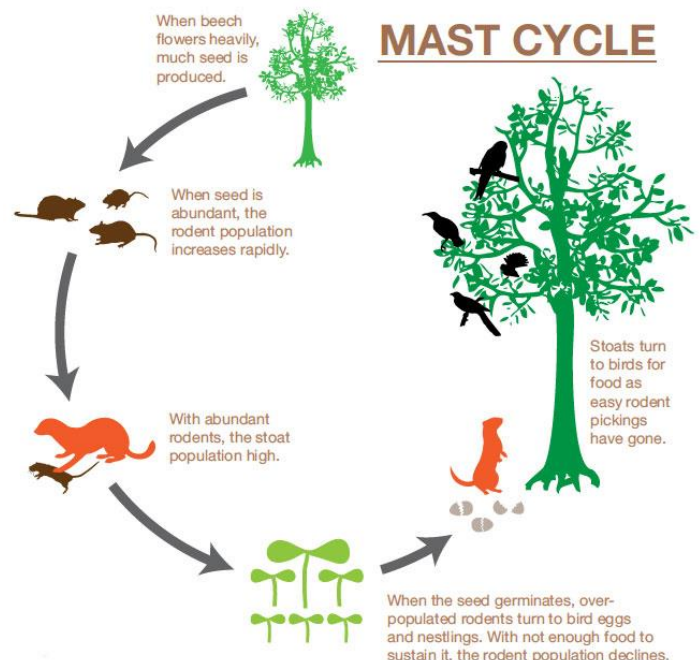 When beech
flowers heavily,
much seed is
produced.
MAST CYCLE
When seed is
abundant, the
rodent population
increases rapidly.
With abundant
rodents, the stoat
population high.
When the seed germinates, over-
populated rodents turn to bird eggs
and nestlings. With not enough food to
sustain it, the rodent population declines.
Stoats turn
to birds for
food as
easy rodent
pickings
have gone.